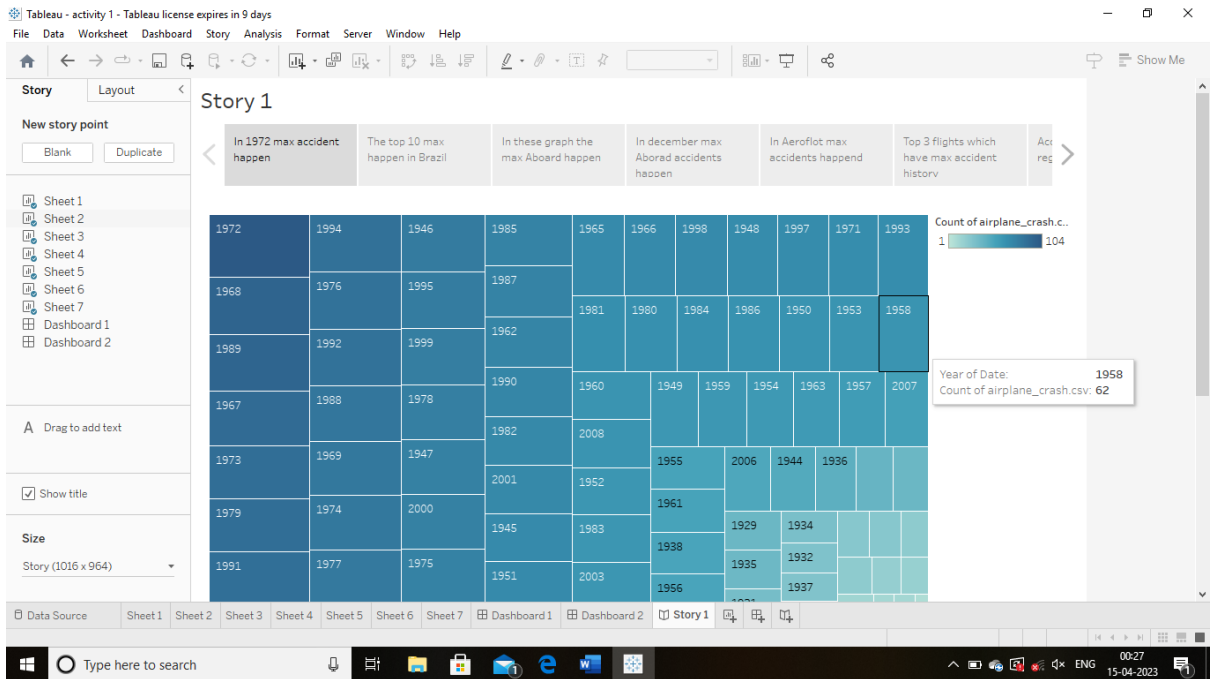 Tableau - activity 1 - Tableau license expires in 9 days
File Data Worksheet Dashboard Story Analysis Format Server Window Help
Show Me
Story Layout
New story point
Blank Duplicate
Sheet 1
Sheet 2
Sheet 3
Sheet 4
Sheet 5
Sheet 6
Sheet 7
Dashboard 1
Dashboard 2
A Drag to add text
Show title
Size
Story (1016 x 964)
Story 1
In 1972 max accident
happen
The top 10 max
happen in Brazil
In these graph the
max Aboard happen
In december max
Aborad accidents
happen
In Aeroflot max
accidents happend
Top 3 flights which
have max accident
history
1972 1994 1946 1985 1965 1966 1998 1948 1997 1971 1993
1968 1976 1995 1987 1981 1980 1984 1986 1950 1953 1958
1989 1992 1999 1962
1967 1988 1978 1990 1960 1949 1959 1954 1963 1957 2007
1973 1969 1947 1982 2008 1955 2006 1944 1936
1979 1974 2000 2001 1952 1961
1945 1983 1929 1934
1991 1977 1975 1938 1935 1932
1951 2003 1956 1937
Count of airplane_crash.c..
1 104
Year of Date: 1958
Count of airplane_crash.csv: 62
Data Source Sheet 1 Sheet 2 Sheet 3 Sheet 4 Sheet 5 Sheet 6 Sheet 7 Dashboard 1 Dashboard 2 Story 1
Type here to search
1
W
ENG
00:27
15-04-2023
1